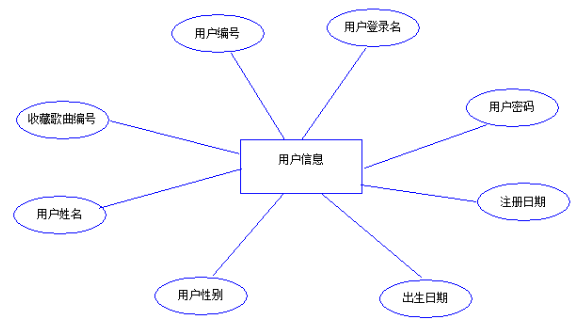 用户登录名
用户编号
用户密码
收藏歌曲编号
用户信息
注册日期
用户姓名
用户性别
出生日期